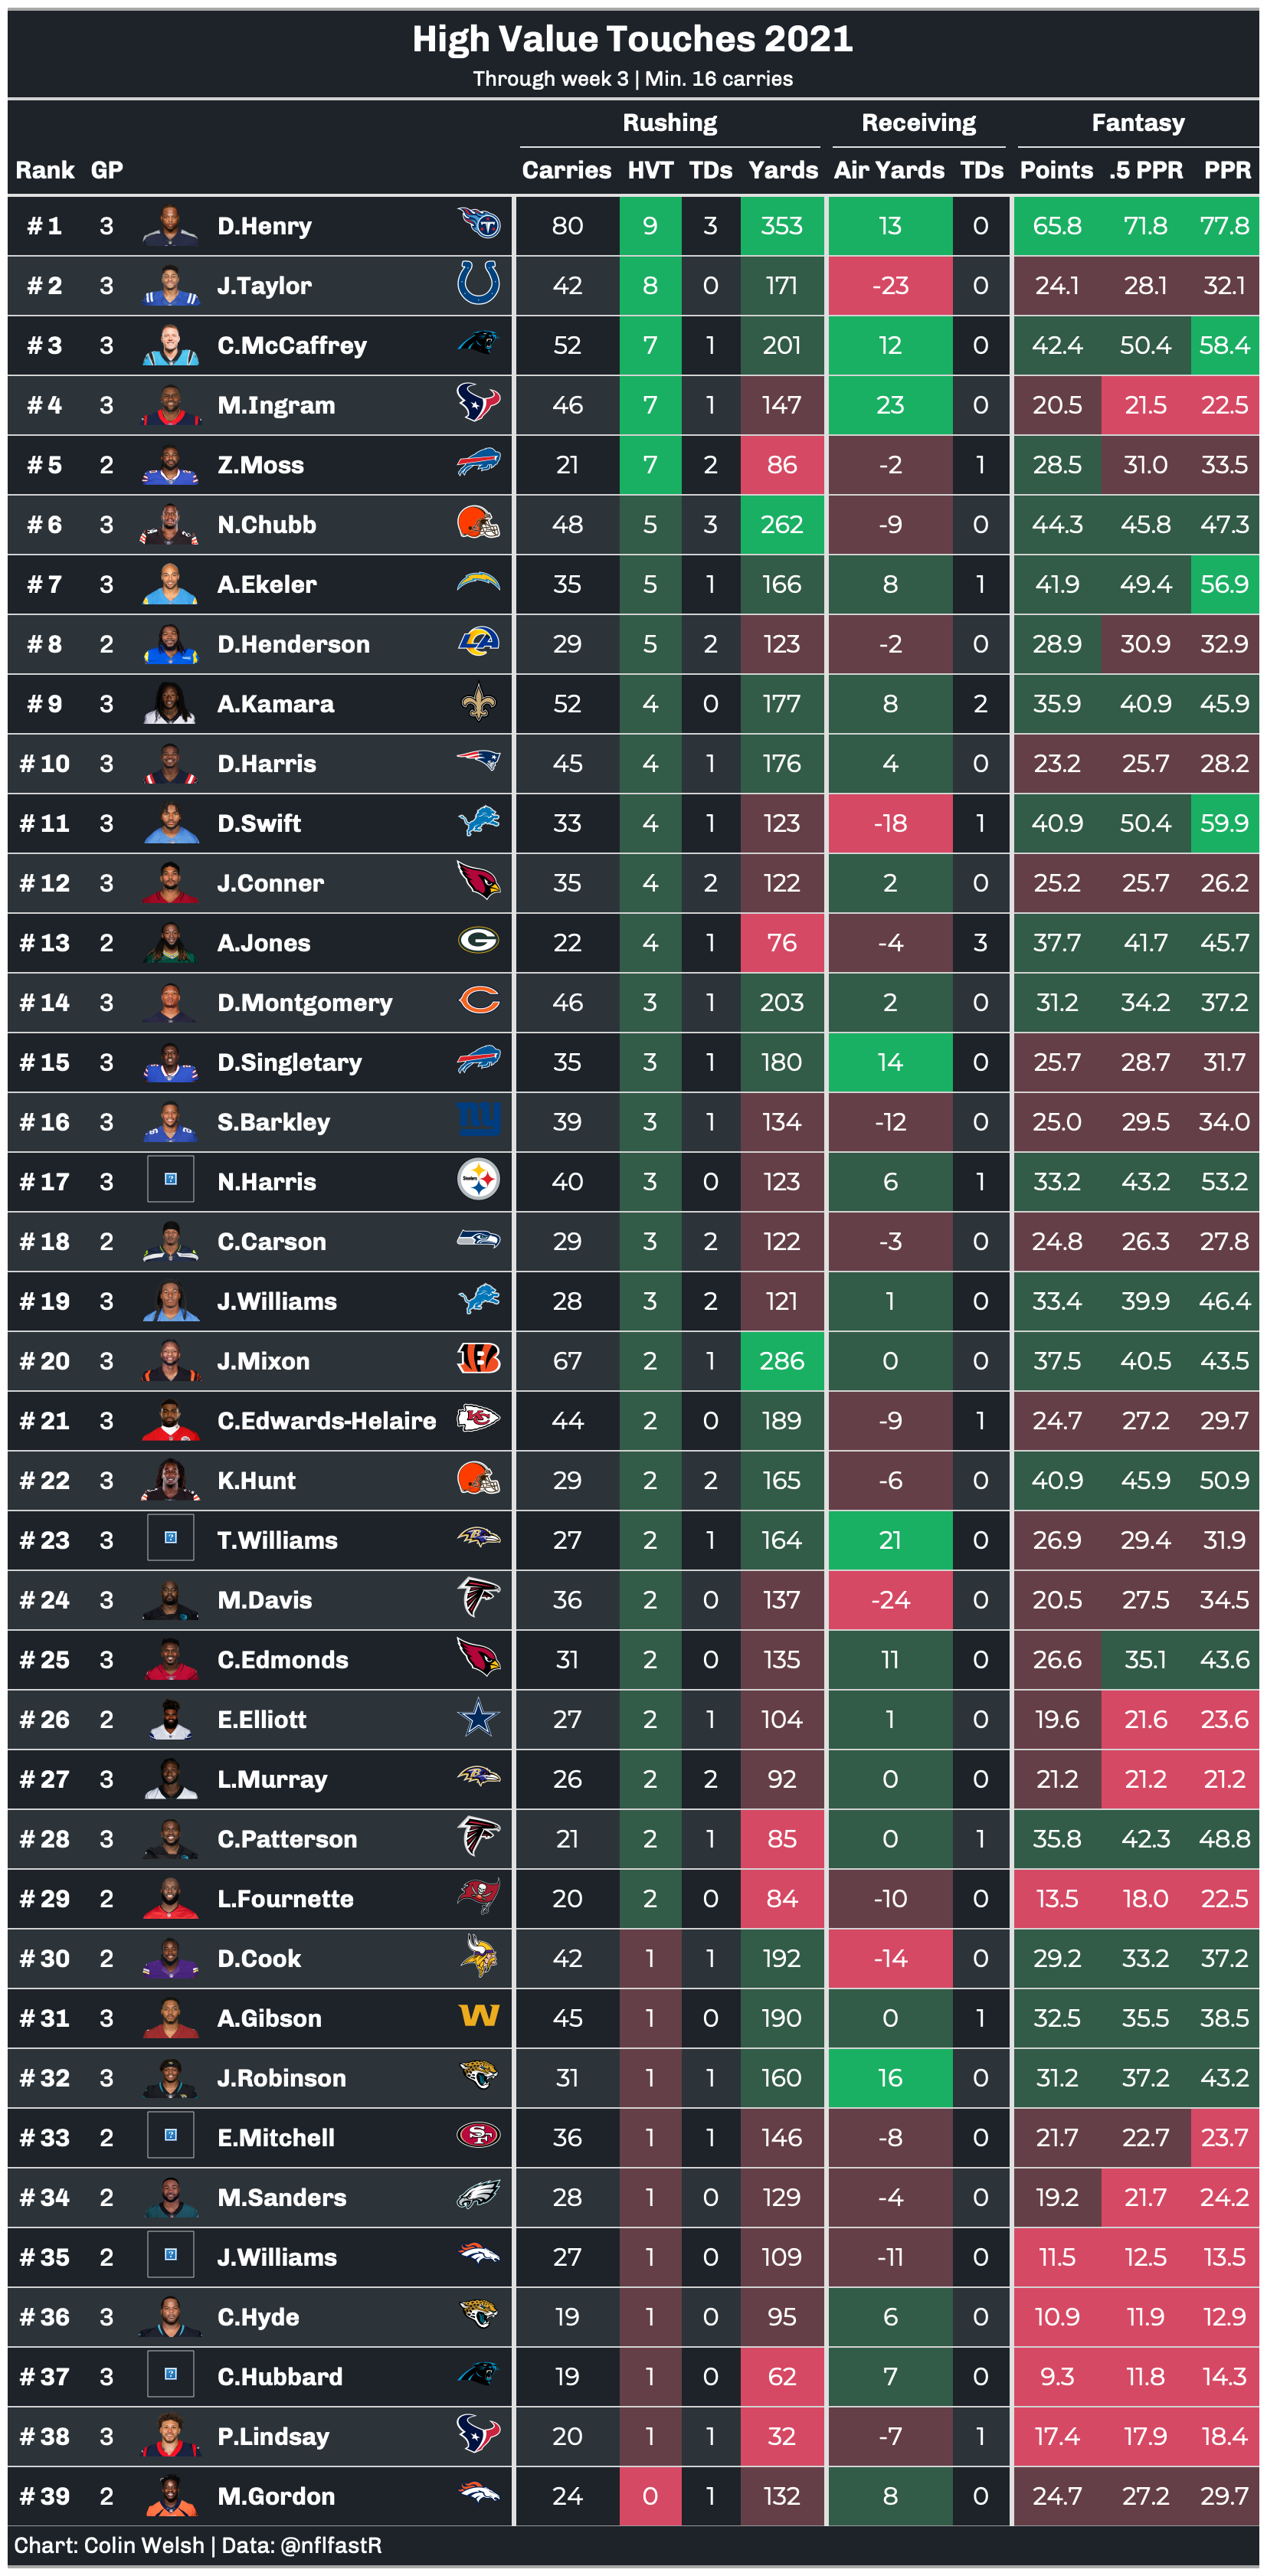 High Value Touches 2021
Through week 3 | Min. 16 carries
Rushing Receiving Fantasy
Rank GP Carries HVT TDs Yards Air Yards TDs Points .5 PPR PPR
# 1 3 D.Henry 80 9 3 353 13 0 65.8 71.8 77.8
# 2 3 J.Taylor 42 8 0 171 -23 0 24.1 28.1 32.1
# 3 3 C.McCaffrey 52 7 1 201 12 0 42.4 50.4 58.4
# 4 3 M.Ingram 46 7 1 147 23 0 20.5 21.5 22.5
# 5 2 Z.Moss 21 7 2 86 -2 1 28.5 31.0 33.5
# 6 3 N.Chubb 48 5 3 262 -9 0 44.3 45.8 47.3
# 7 3 A.Ekeler 35 5 1 166 8 1 41.9 49.4 56.9
# 8 2 D.Henderson 29 5 2 123 -2 0 28.9 30.9 32.9
# 9 3 A.Kamara 52 4 0 177 8 2 35.9 40.9 45.9
# 10 3 D.Harris 45 4 1 176 4 0 23.2 25.7 28.2
# 11 3 D.Swift 33 4 1 123 -18 1 40.9 50.4 59.9
# 12 3 J.Conner 35 4 2 122 2 0 25.2 25.7 26.2
# 13 2 A.Jones 22 4 1 76 -4 3 37.7 41.7 45.7
# 14 3 D.Montgomery 46 3 1 203 2 0 31.2 34.2 37.2
# 15 3 D.Singletary 35 3 1 180 14 0 25.7 28.7 31.7
# 16 3 S.Barkley ny 39 3 1 134 -12 0 25.0 29.5 34.0
# 17 3 N.Harris Steelers 40 3 0 123 6 1 33.2 43.2 53.2
# 18 2 C.Carson 29 3 2 122 -3 0 24.8 26.3 27.8
# 19 3 J.Williams 28 3 2 121 1 0 33.4 39.9 46.4
# 20 3 J.Mixon 67 2 1 286 0 0 37.5 40.5 43.5
# 21 3 C.Edwards-Helaire KC 44 2 0 189 -9 1 24.7 27.2 29.7
# 22 3 K.Hunt 29 2 2 165 -6 0 40.9 45.9 50.9
# 23 3 T.Williams 27 2 1 164 21 0 26.9 29.4 31.9
# 24 3 M.Davis 36 2 0 137 -24 0 20.5 27.5 34.5
# 25 3 C.Edmonds 31 2 0 135 11 0 26.6 35.1 43.6
# 26 2 E.Elliott 27 2 1 104 1 0 19.6 21.6 23.6
# 27 3 L.Murray 26 2 2 92 0 0 21.2 21.2 21.2
# 28 3 C.Patterson 21 2 1 85 0 1 35.8 42.3 48.8
# 29 2 L.Fournette 20 2 0 84 -10 0 13.5 18.0 22.5
# 30 2 D.Cook 42 1 1 192 -14 0 29.2 33.2 37.2
# 31 3 A.Gibson W 45 1 0 190 0 1 32.5 35.5 38.5
# 32 3 J.Robinson 31 1 1 160 16 0 31.2 37.2 43.2
# 33 2 E.Mitchell SF 36 1 1 146 -8 0 21.7 22.7 23.7
# 34 2 M.Sanders 28 1 0 129 -4 0 19.2 21.7 24.2
# 35 2 J.Williams 27 1 0 109 -11 0 11.5 12.5 13.5
# 36 3 C.Hyde 19 1 0 95 6 0 10.9 11.9 12.9
# 37 3 C.Hubbard 19 1 0 62 7 0 9.3 11.8 14.3
# 38 3 P.Lindsay 20 1 1 32 -7 1 17.4 17.9 18.4
# 39 2 M.Gordon 24 0 1 132 8 0 24.7 27.2 29.7
Chart: Colin Welsh | Data: @nflfastR